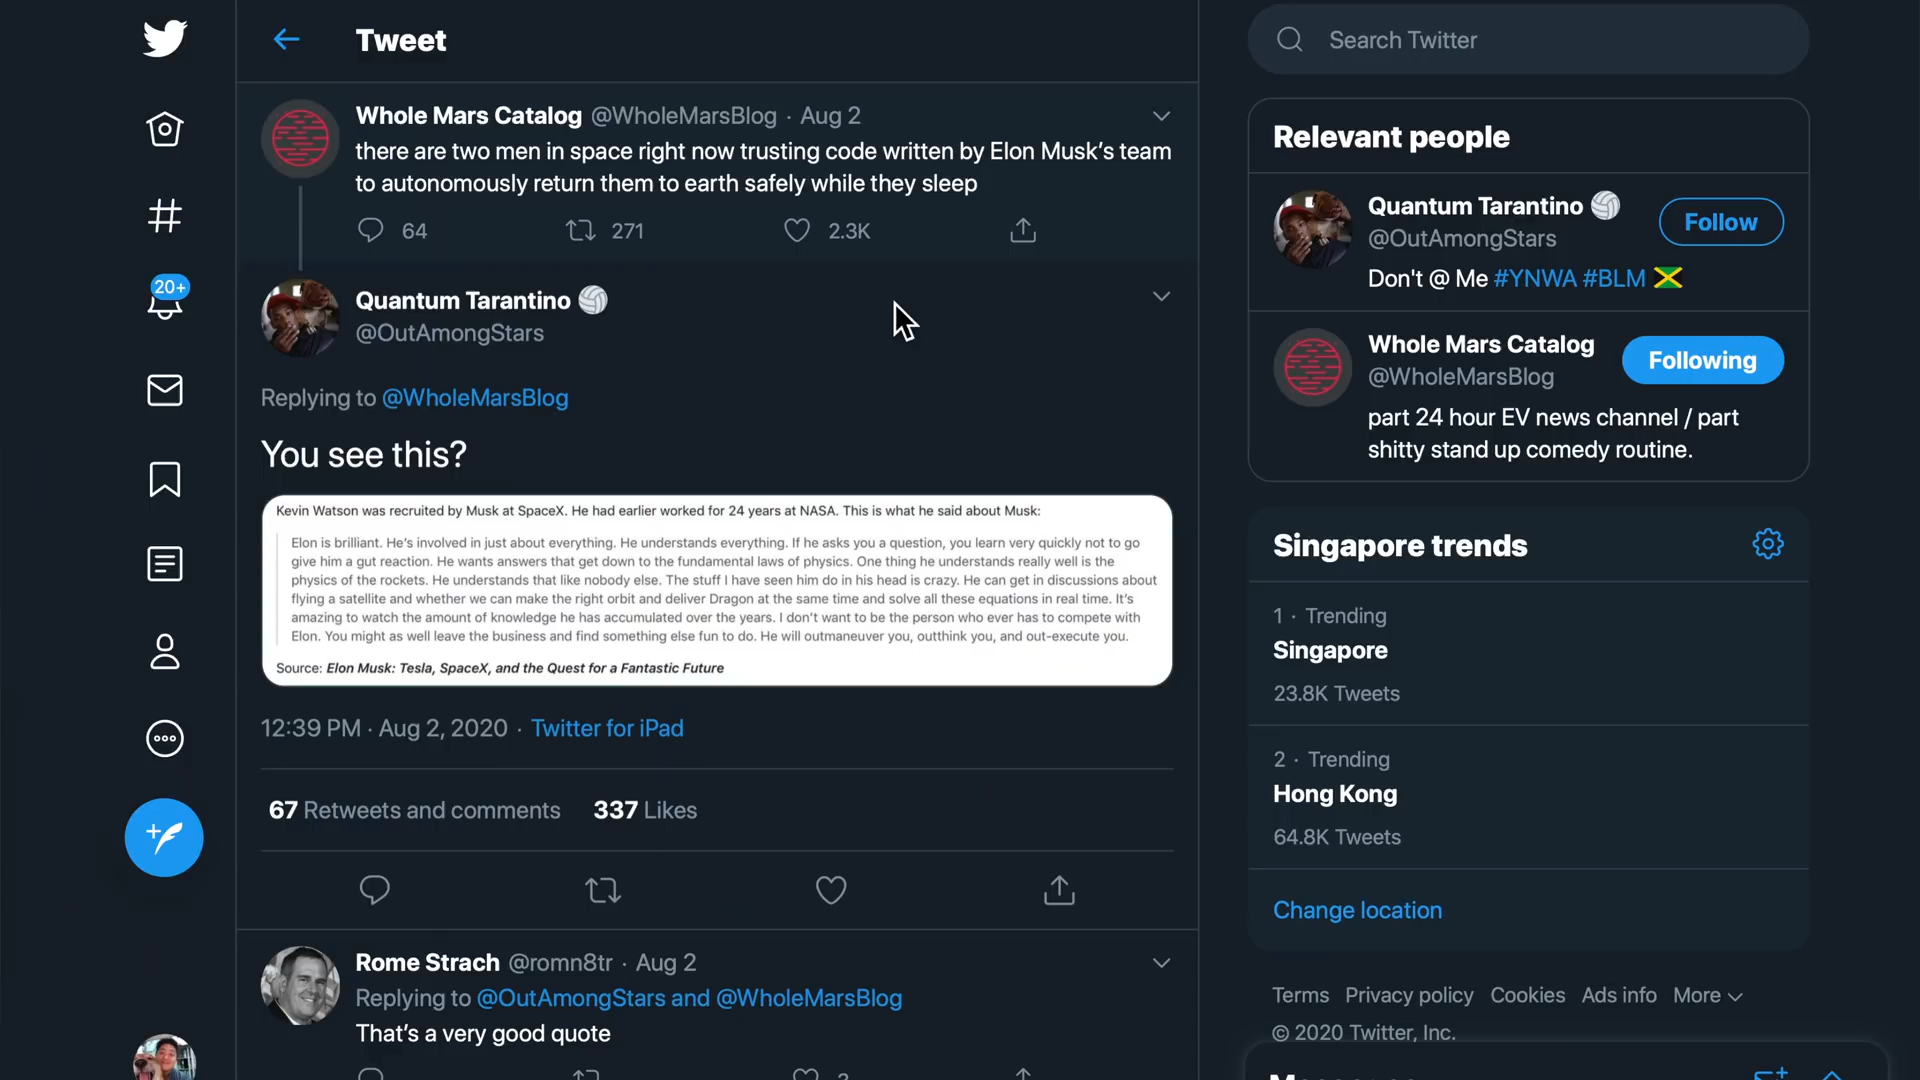 Tweet
Search Twitter
Whole Mars Catalog @WholeMarsBlog · Aug 2
there are two men in space right now trusting code written by Elon Musk's team
to autonomously return them to earth safely while they sleep
64 271 2.3K
20+
Quantum Tarantino 🏐
@OutAmongStars
Replying to @WholeMarsBlog
You see this?
Kevin Watson was recruited by Musk at SpaceX. He had earlier worked for 24 years at NASA. This is what he said about Musk:
Elon is brilliant. He's involved in just about everything. He understands everything. If he asks you a question, you learn very quickly not to go
give him a gut reaction. He wants answers that get down to the fundamental laws of physics. One thing he understands really well is the
physics of the rockets. He understands that like nobody else. The stuff I have seen him do in his head is crazy. He can get in discussions about
flying a satellite and whether we can make the right orbit and deliver Dragon at the same time and solve all these equations in real time. It's
amazing to watch the amount of knowledge he has accumulated over the years. I don't want to be the person who ever has to compete with
Elon. You might as well leave the business and find something else fun to do. He will outmaneuver you, outthink you, and out-execute you.
Source: Elon Musk: Tesla, SpaceX, and the Quest for a Fantastic Future
12:39 PM · Aug 2, 2020 · Twitter for iPad
67 Retweets and comments 337 Likes
Rome Strach @romn8tr · Aug 2
Replying to @OutAmongStars and @WholeMarsBlog
That's a very good quote
Relevant people
Quantum Tarantino 🏐
Follow
@OutAmongStars
Don't @ Me #YNWA #BLM 🇯🇲
Whole Mars Catalog
Following
@WholeMarsBlog
part 24 hour EV news channel / part
shitty stand up comedy routine.
Singapore trends
1 · Trending
Singapore
23.8K Tweets
2 · Trending
Hong Kong
64.8K Tweets
Change location
Terms Privacy policy Cookies Ads info More
© 2020 Twitter, Inc.